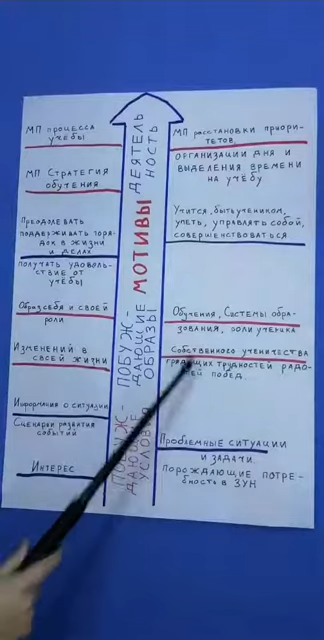 МП процесса
учебы
МП Стратегия
обучения
Преодолевать
поддерживать поря-
док в жизни
и делах
получать удоволь-
ствие от
учебы
Образ себя и своей
роли
Изменений в
своей жизни
Информация о ситуации
Сценарии развития
событий
Интерес
ПОБУЖ-
ДАЮЩИЕ
УСЛОВИЯ
ПОБУЖ-
ДАЮЩИЕ
ОБРАЗЫ
МОТИВЫ
ДЕЯТЕЛЬ
НОСТЬ
МП расстановки приори-
тетов,
организации дня и
выделения времени
на учебу
Учится, быть учеником,
уметь, управлять собой,
совершенствоваться
Обучения, Системы обра-
зования, роли ученика
Собственного ученичества
трудностей радо-
побед
Проблемные ситуации
и задачи
порождающие потре-
бность в ЗУН